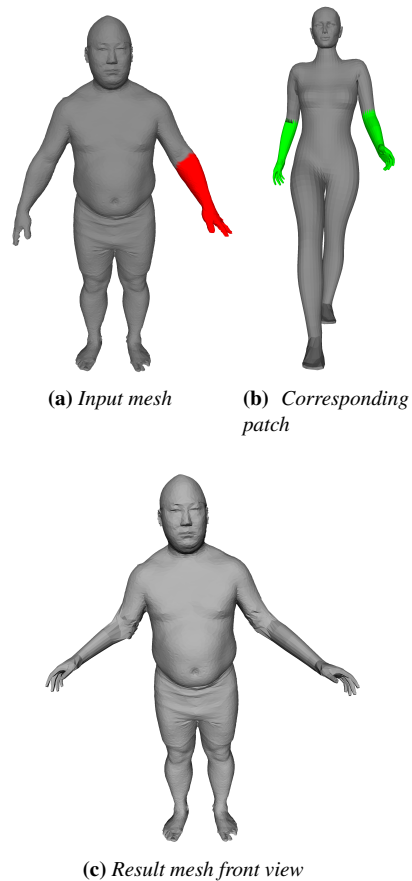 (a) Input mesh
(b) Corresponding
patch
(c) Result mesh front view